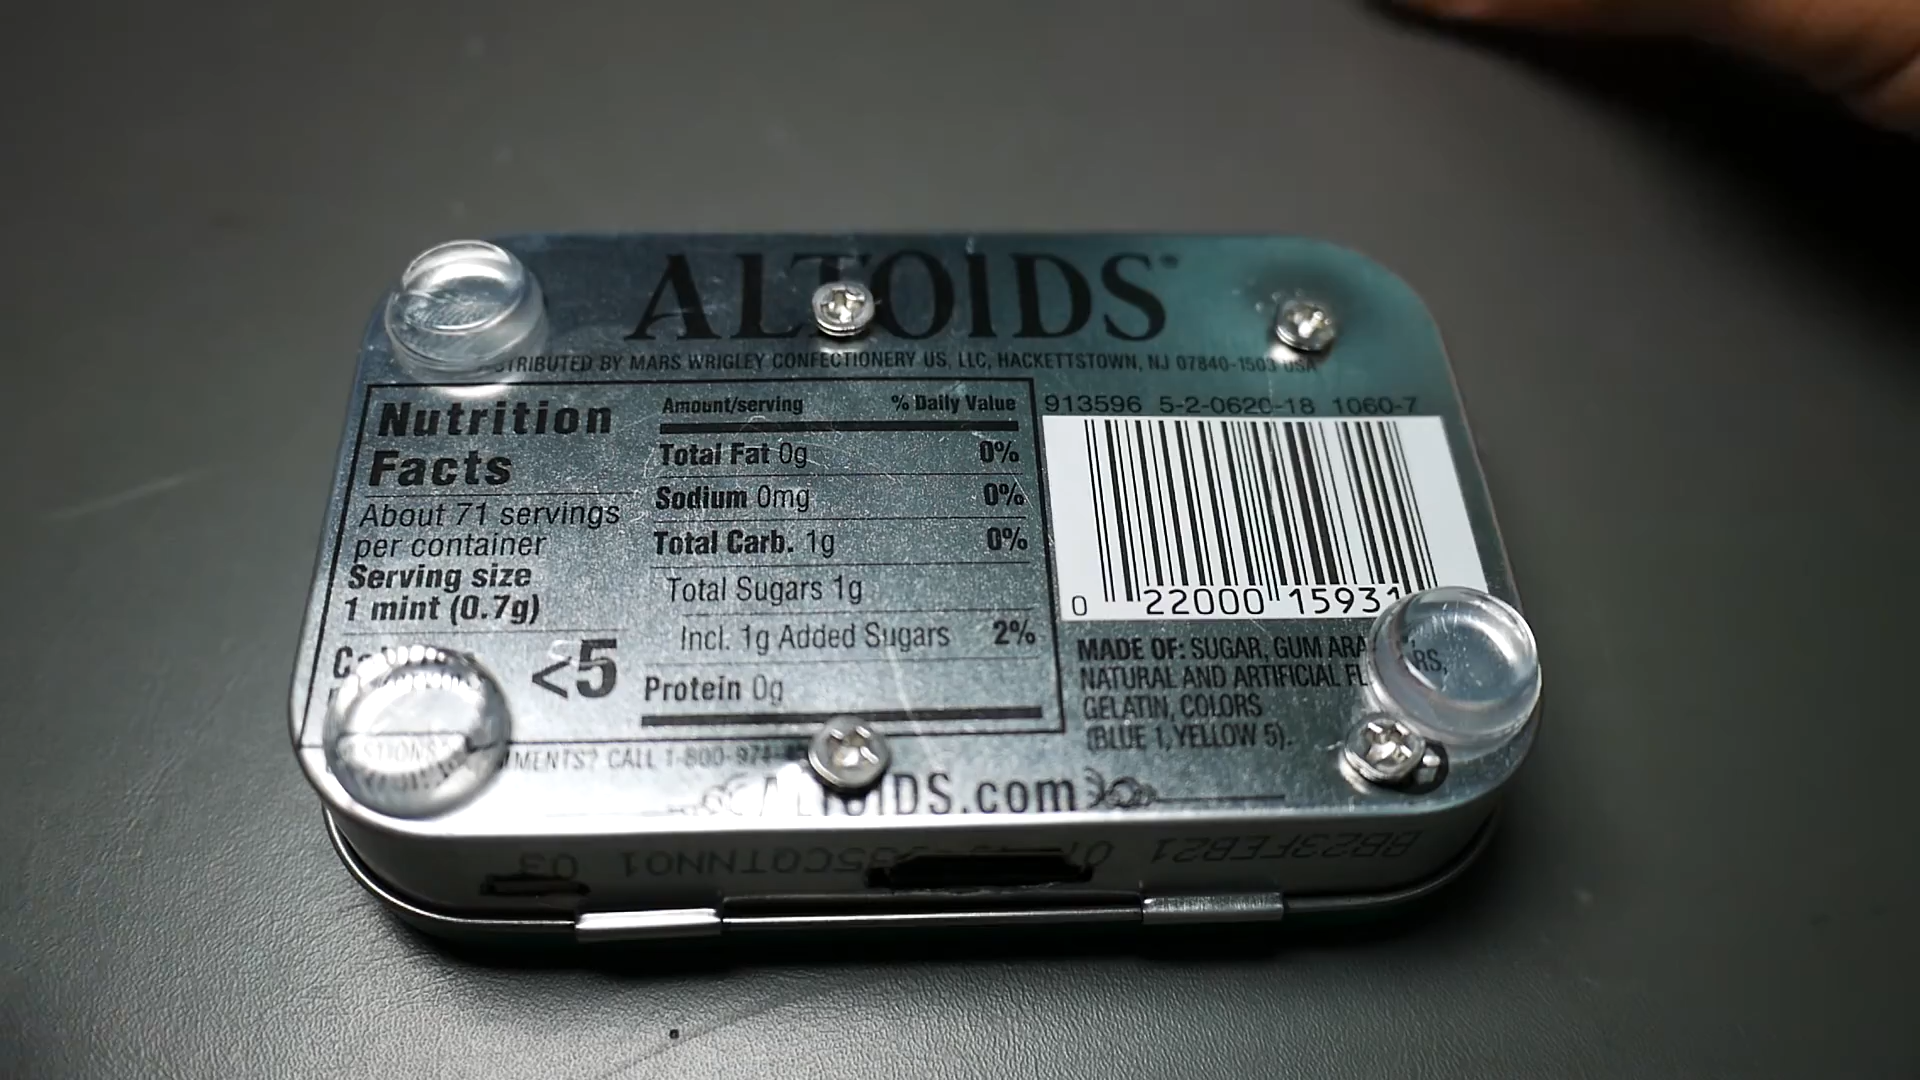 ALTOIDS®
TRIBUTED BY MARS WRIGLEY CONFECTIONERY US, LLC, HACKETTSTOWN, NJ 07840-1503 USA
Nutrition
Facts
About 71 servings
per container
Serving size
1 mint (0.7g)
<5
Amount/serving % Daily Value
Total Fat 0g 0%
Sodium 0mg 0%
Total Carb. 1g 0%
Total Sugars 1g
Incl. 1g Added Sugars 2%
Protein 0g
913596 5-2-0620-18 1060-7
0 22000 15931
MADE OF: SUGAR, GUM ARA
NATURAL AND ARTIFICIAL FL RS,
GELATIN, COLORS
(BLUE 1, YELLOW 5).
MENTS? CALL 1-800-974-
ALTOIDS.com
BB23FEB21